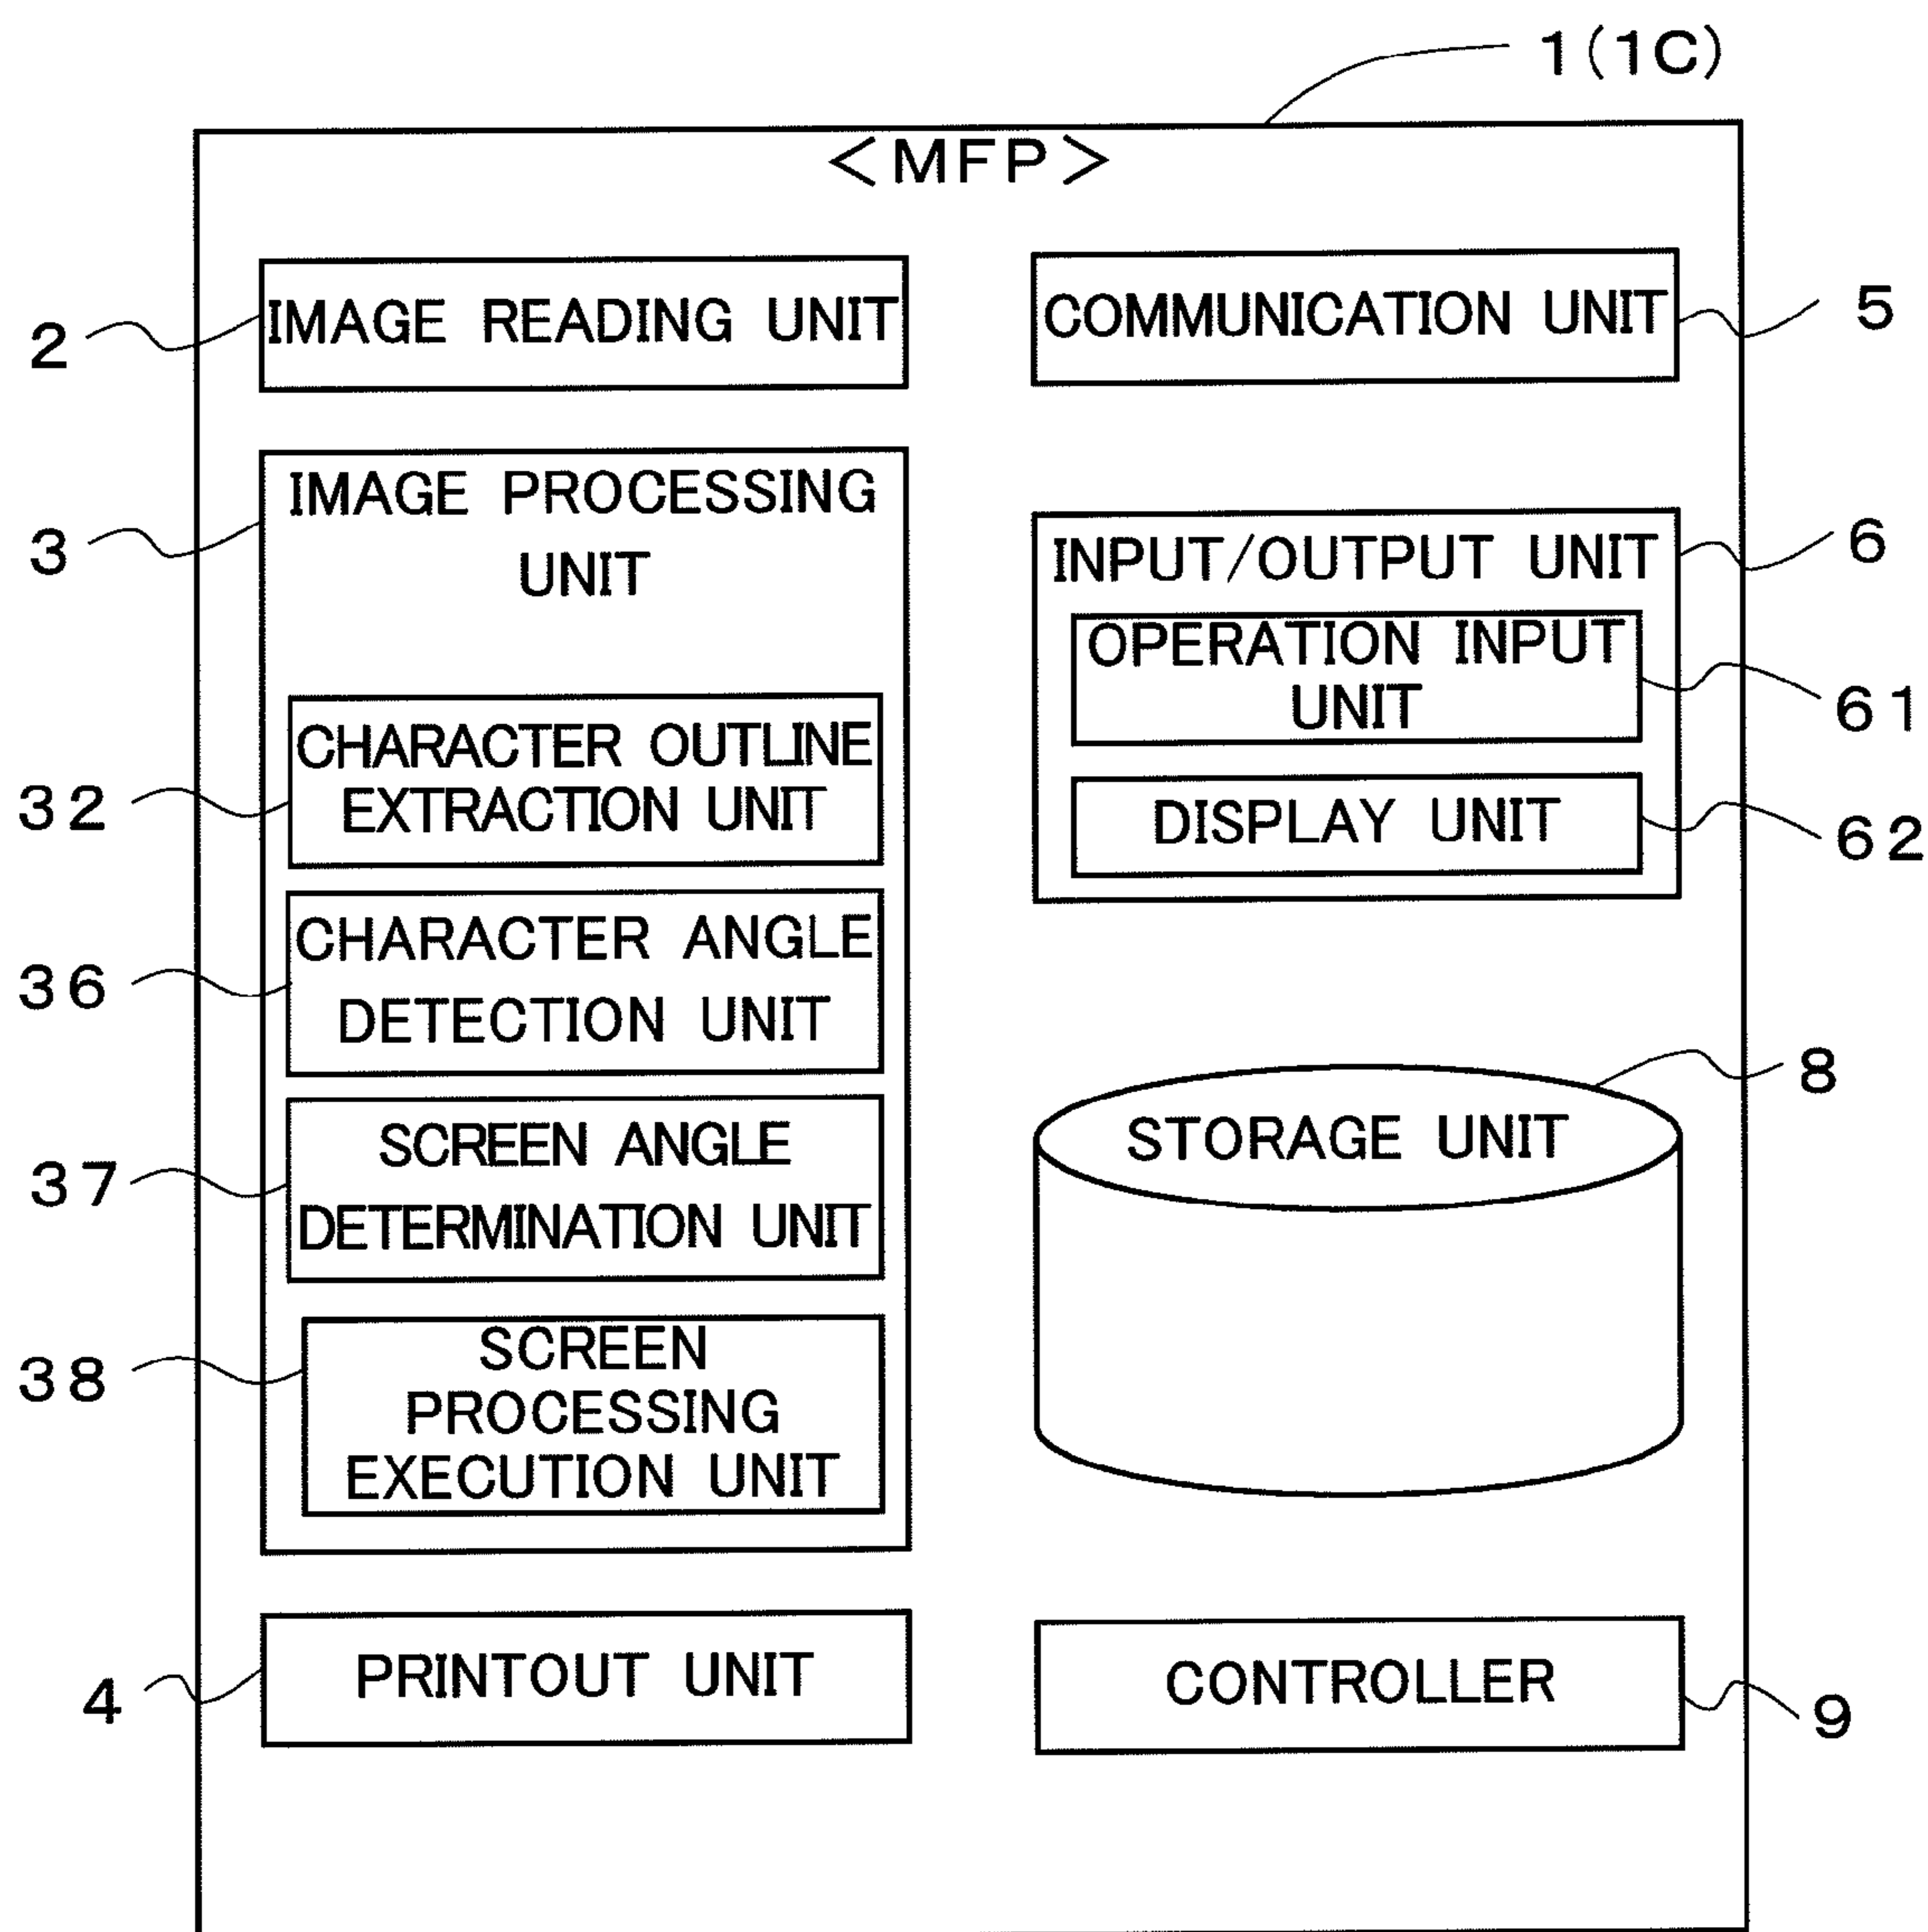 1(1C)
<MFP>
2
IMAGE READING UNIT
3
IMAGE PROCESSING
UNIT
32
CHARACTER OUTLINE
EXTRACTION UNIT
36
CHARACTER ANGLE
DETECTION UNIT
37
SCREEN ANGLE
DETERMINATION UNIT
38
SCREEN
PROCESSING
EXECUTION UNIT
4
PRINTOUT UNIT
COMMUNICATION UNIT
5
INPUT/OUTPUT UNIT
6
OPERATION INPUT
UNIT
61
DISPLAY UNIT
62
STORAGE UNIT
8
CONTROLLER
9